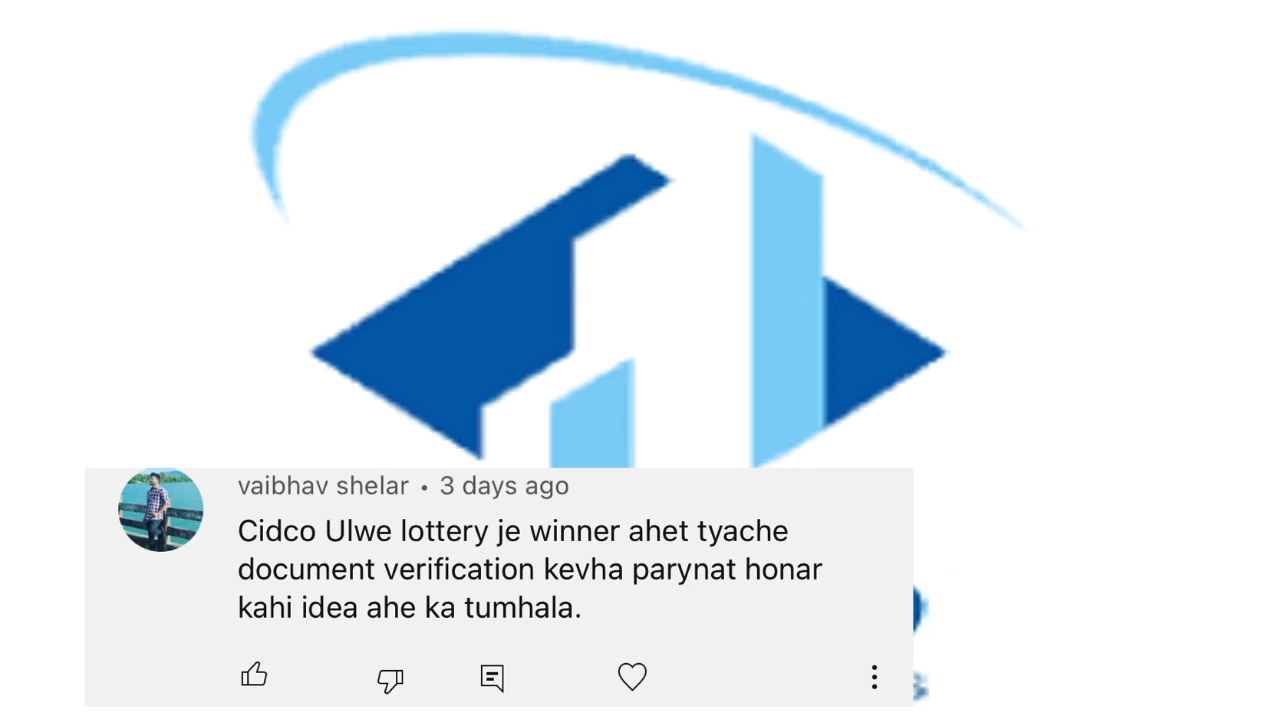 vaibhav shelar • 3 days ago
Cidco Ulwe lottery je winner ahet tyache
document verification kevha parynat honar
kahi idea ahe ka tumhala.